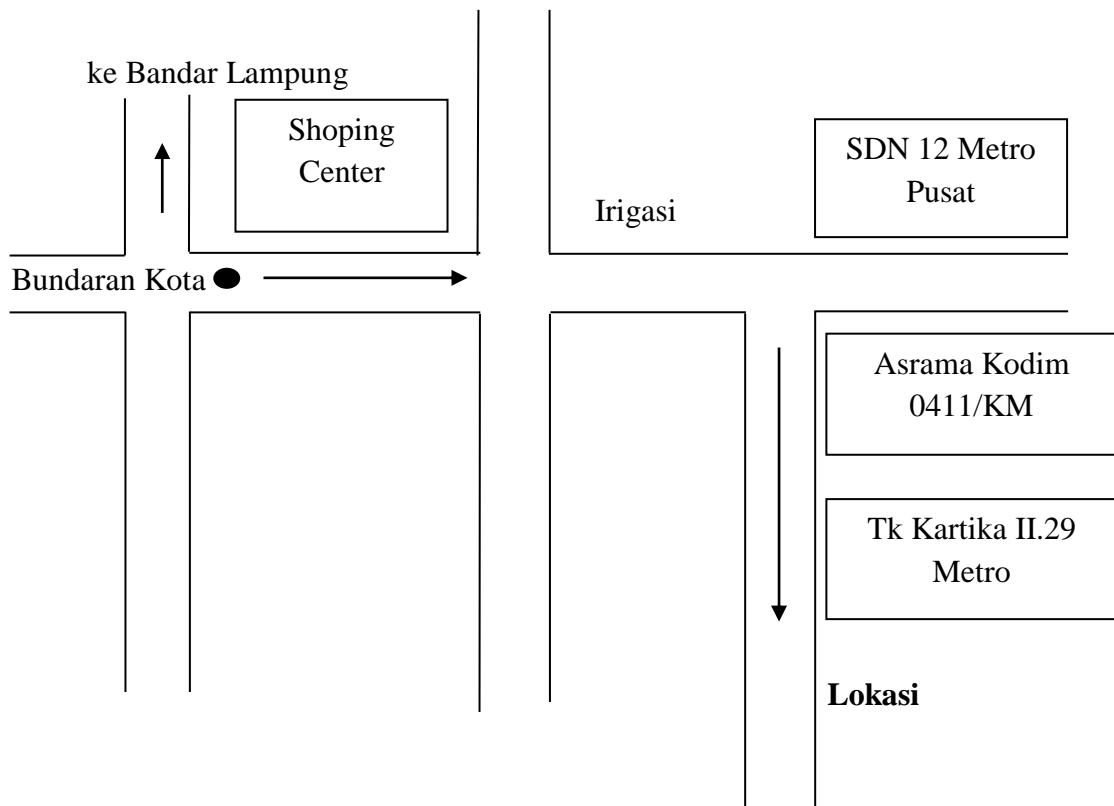 ke Bandar Lampung
Shoping
Center
SDN 12 Metro
Pusat
Irigasi
Bundaran Kota
Asrama Kodim
0411/KM
Tk Kartika II.29
Metro
Lokasi